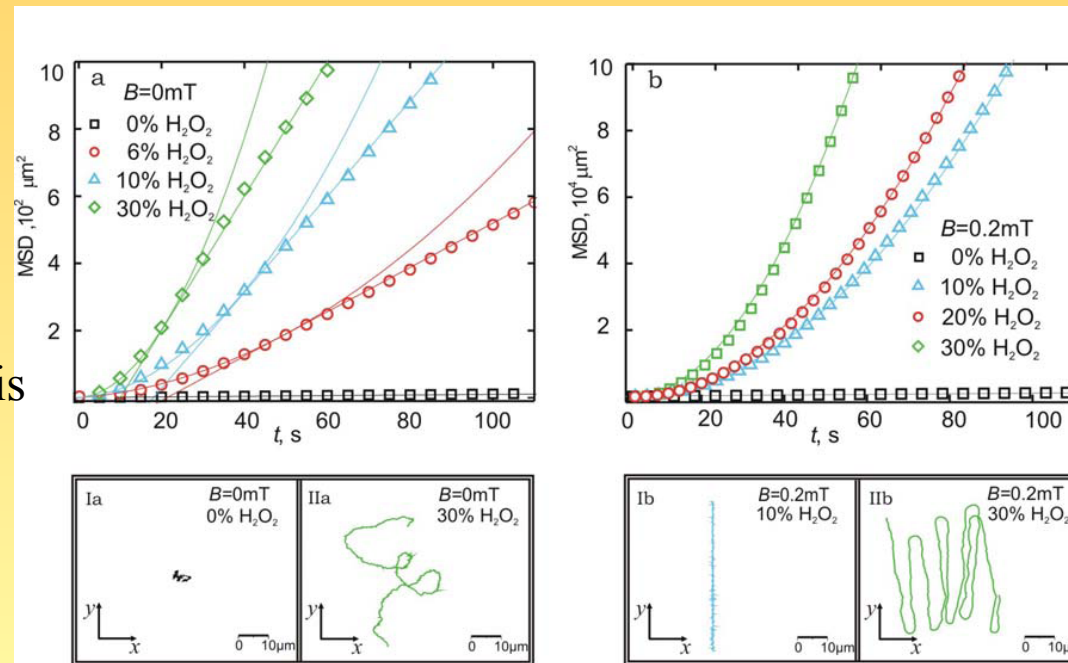 a
B=0mT
0% H₂O₂
6% H₂O₂
10% H₂O₂
30% H₂O₂
MSD ,10² μm²
10
8
6
4
2
0 20 40 60 80 100
t, s
b
B=0.2mT
0% H₂O₂
10% H₂O₂
20% H₂O₂
30% H₂O₂
MSD, 10⁴ μm²
10
8
6
4
2
0 20 40 60 80 100
t, s
is
Ia
B=0mT
0% H₂O₂
y
x
0 10μm
IIa
B=0mT
30% H₂O₂
y
x
0 10μm
Ib
B=0.2mT
10% H₂O₂
y
x
0 10μm
IIb
B=0.2mT
30% H₂O₂
y
x
0 10μ